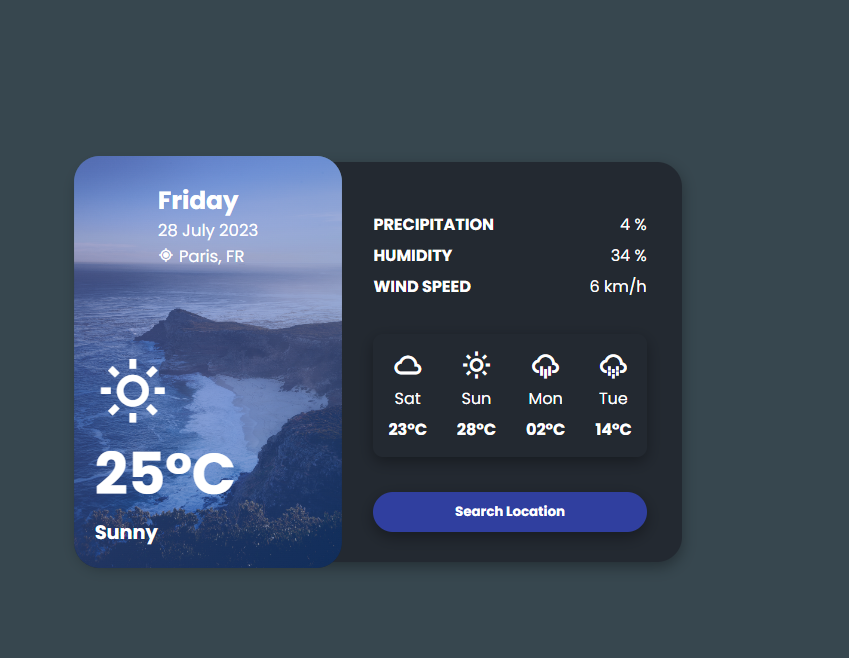 Friday
28 July 2023
Paris, FR
25°C
Sunny
PRECIPITATION 4 %
HUMIDITY 34 %
WIND SPEED 6 km/h
Sat Sun Mon Tue
23°C 28°C 02°C 14°C
Search Location